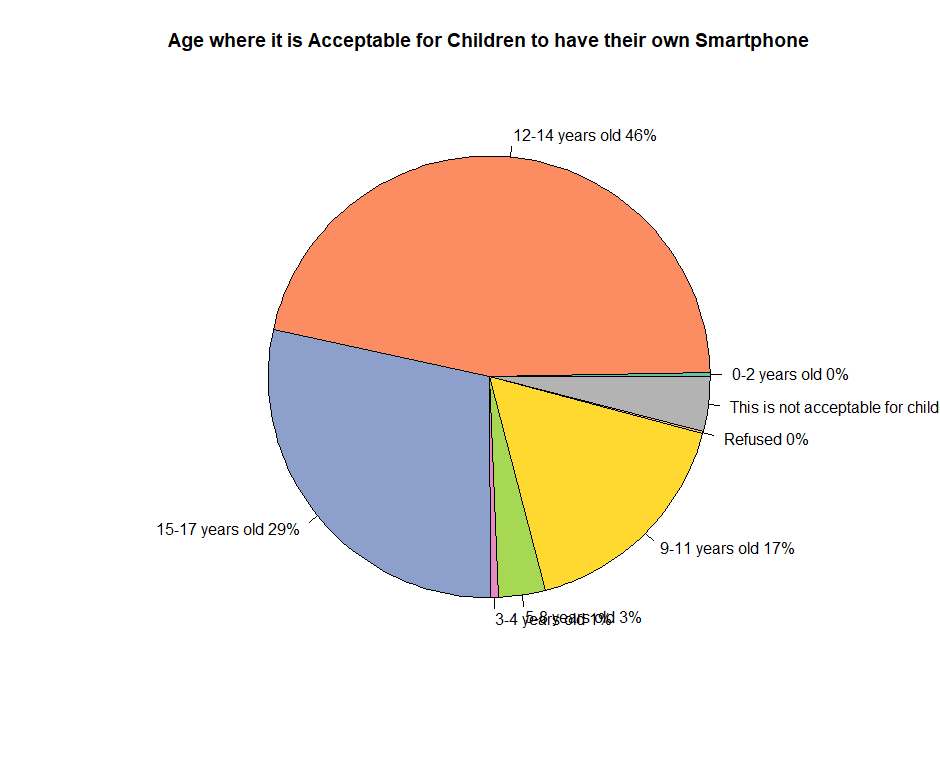 Age where it is Acceptable for Children to have their own Smartphone
12-14 years old 46%
0-2 years old 0%
This is not acceptable for child
Refused 0%
15-17 years old 29%
9-11 years old 17%
3-4 years old 1%
5-8 years old 3%